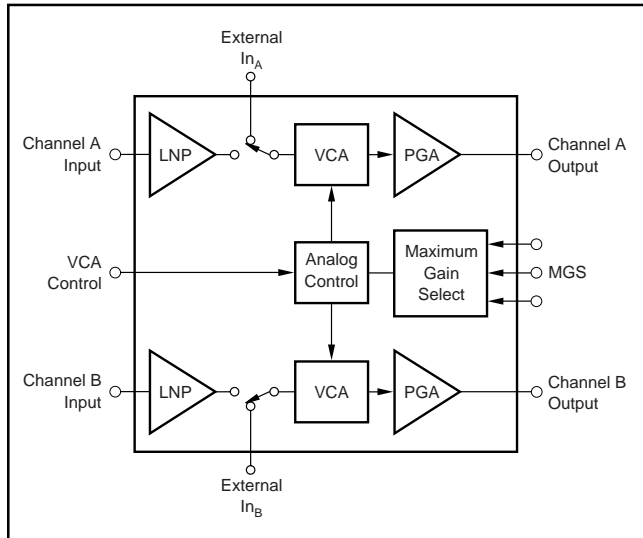 External
In_A
Channel A
Input
LNP
VCA
PGA
Channel A
Output
VCA
Control
Analog
Control
Maximum
Gain
Select
MGS
Channel B
Input
LNP
VCA
PGA
Channel B
Output
External
In_B